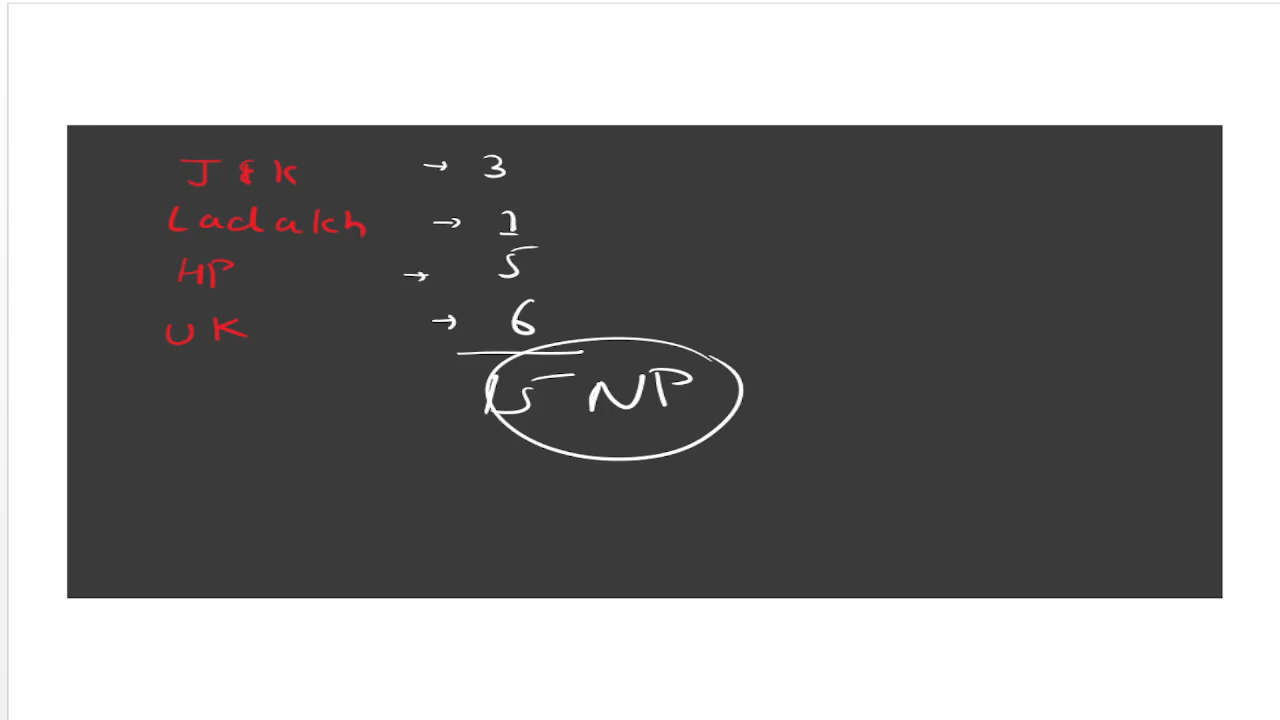 J & K → 3
Ladakh → 1
HP → 5
UK → 6
15 NP